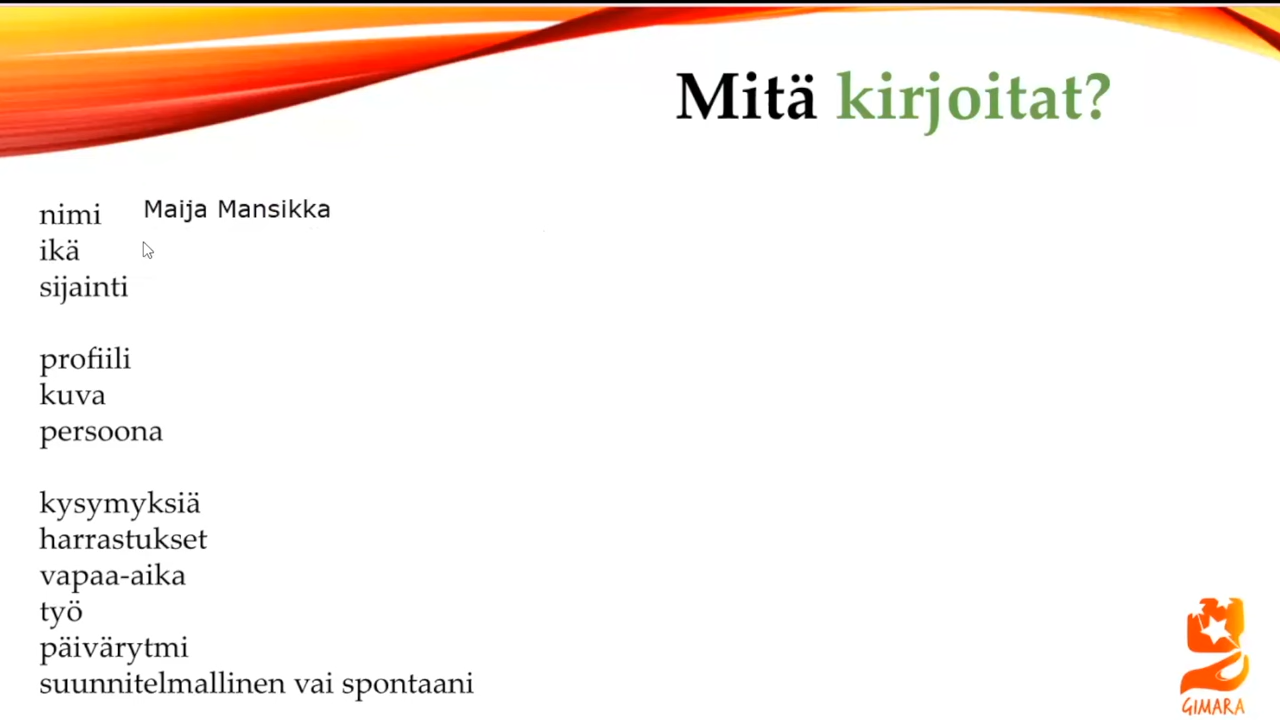 Mitä kirjoitat?
nimi Maija Mansikka
ikä
sijainti
profiili
kuva
persoona
kysymyksiä
harrastukset
vapaa-aika
työ
päivärytmi
suunnitelmallinen vai spontaani
GIMARA